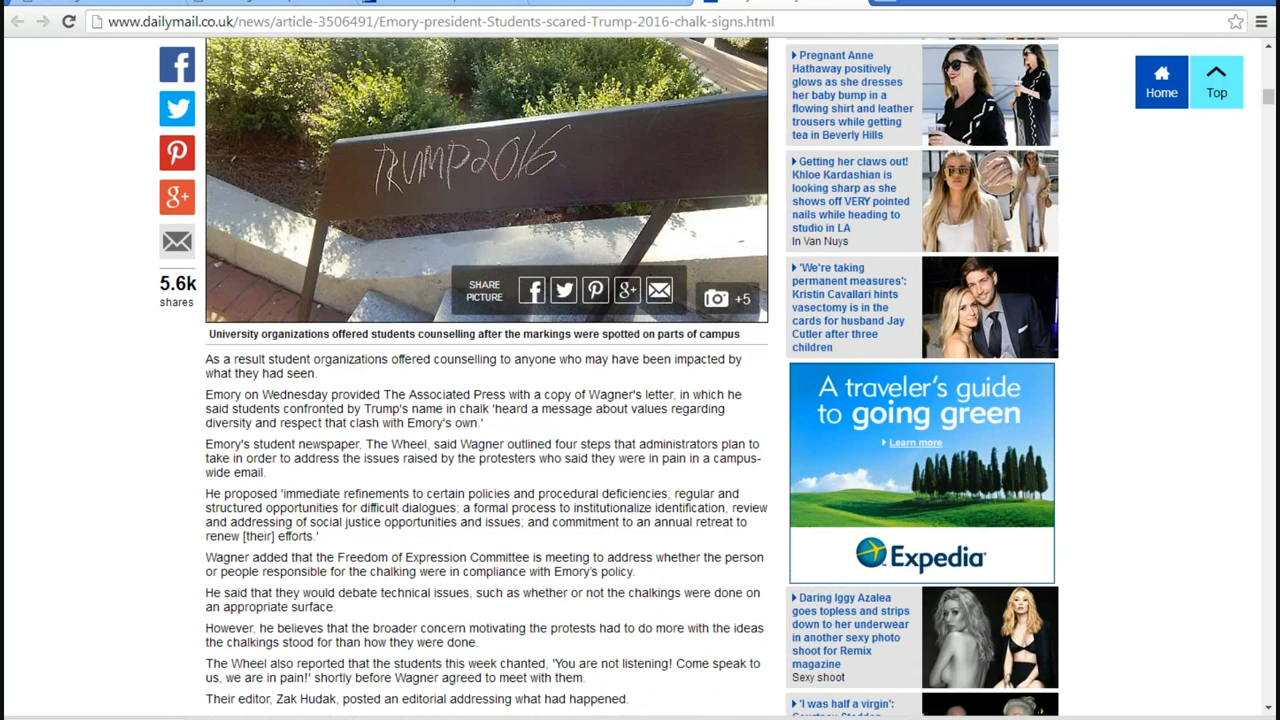 www.dailymail.co.uk/news/article-3506491/Emory-president-Students-scared-Trump-2016-chalk-signs.html
TRUMP2016
SHARE
PICTURE
+5
5.6k
shares
University organizations offered students counselling after the markings were spotted on parts of campus
As a result student organizations offered counselling to anyone who may have been impacted by
what they had seen.
Emory on Wednesday provided The Associated Press with a copy of Wagner's letter, in which he
said students confronted by Trump's name in chalk 'heard a message about values regarding
diversity and respect that clash with Emory's own.'
Emory's student newspaper, The Wheel, said Wagner outlined four steps that administrators plan to
take in order to address the issues raised by the protesters who said they were in pain in a campus-
wide email.
He proposed 'immediate refinements to certain policies and procedural deficiencies; regular and
structured opportunities for difficult dialogues; a formal process to institutionalize identification, review
and addressing of social justice opportunities and issues; and commitment to an annual retreat to
renew [their] efforts.'
Wagner added that the Freedom of Expression Committee is meeting to address whether the person
or people responsible for the chalking were in compliance with Emory's policy.
He said that they would debate technical issues, such as whether or not the chalkings were done on
an appropriate surface.
However, he believes that the broader concern motivating the protests had to do more with the ideas
the chalkings stood for than how they were done.
The Wheel also reported that the students this week chanted, 'You are not listening! Come speak to
us, we are in pain!' shortly before Wagner agreed to meet with them.
Their editor, Zak Hudak, posted an editorial addressing what had happened.
Pregnant Anne
Hathaway positively
glows as she dresses
her baby bump in a
flowing shirt and leather
trousers while getting
tea in Beverly Hills
Getting her claws out!
Khloe Kardashian is
looking sharp as she
shows off VERY pointed
nails while heading to
studio in LA
In Van Nuys
'We're taking
permanent measures':
Kristin Cavallari hints
vasectomy is in the
cards for husband Jay
Cutler after three
children
A traveler's guide
to going green
Learn more
Expedia
Daring Iggy Azalea
goes topless and strips
down to her underwear
in another sexy photo
shoot for Remix
magazine
Sexy shoot
'I was half a virgin':
Home
Top